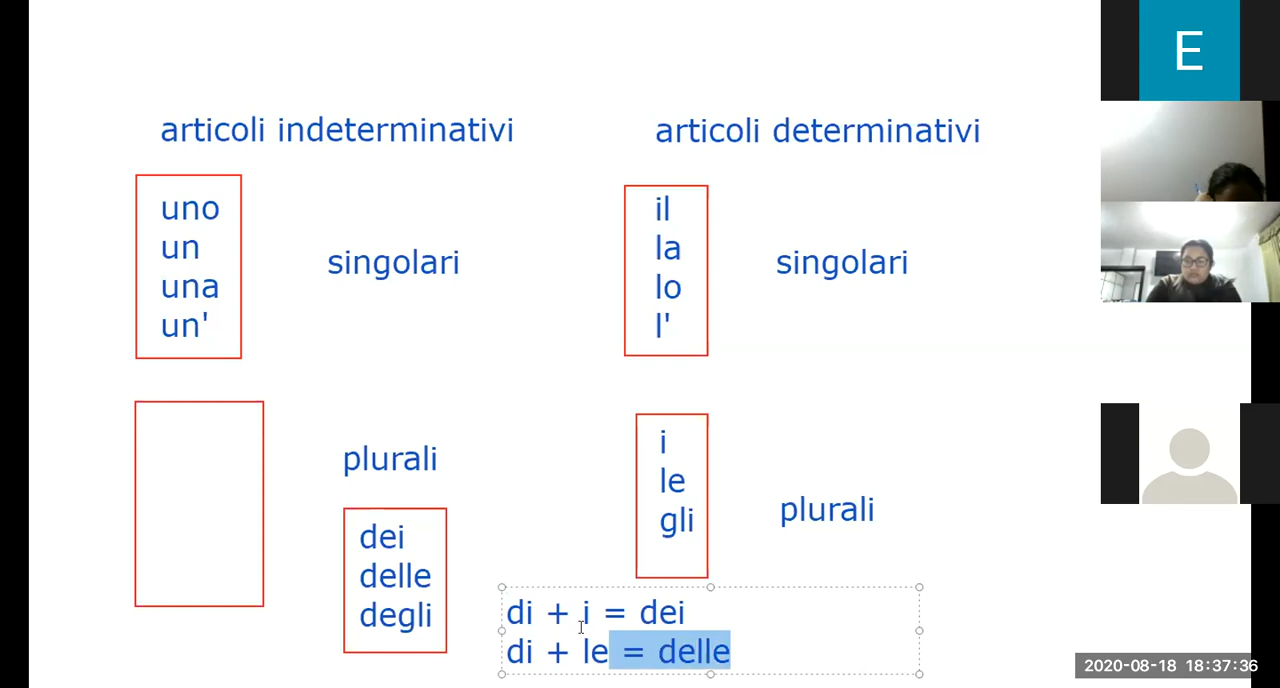 articoli indeterminativi
articoli determinativi
uno
un
una
un'
singolari
il
la
lo
l'
singolari
plurali
dei
delle
degli
i
le
gli
plurali
di + i = dei
di + le = delle
E
2020-08-18 18:37:36